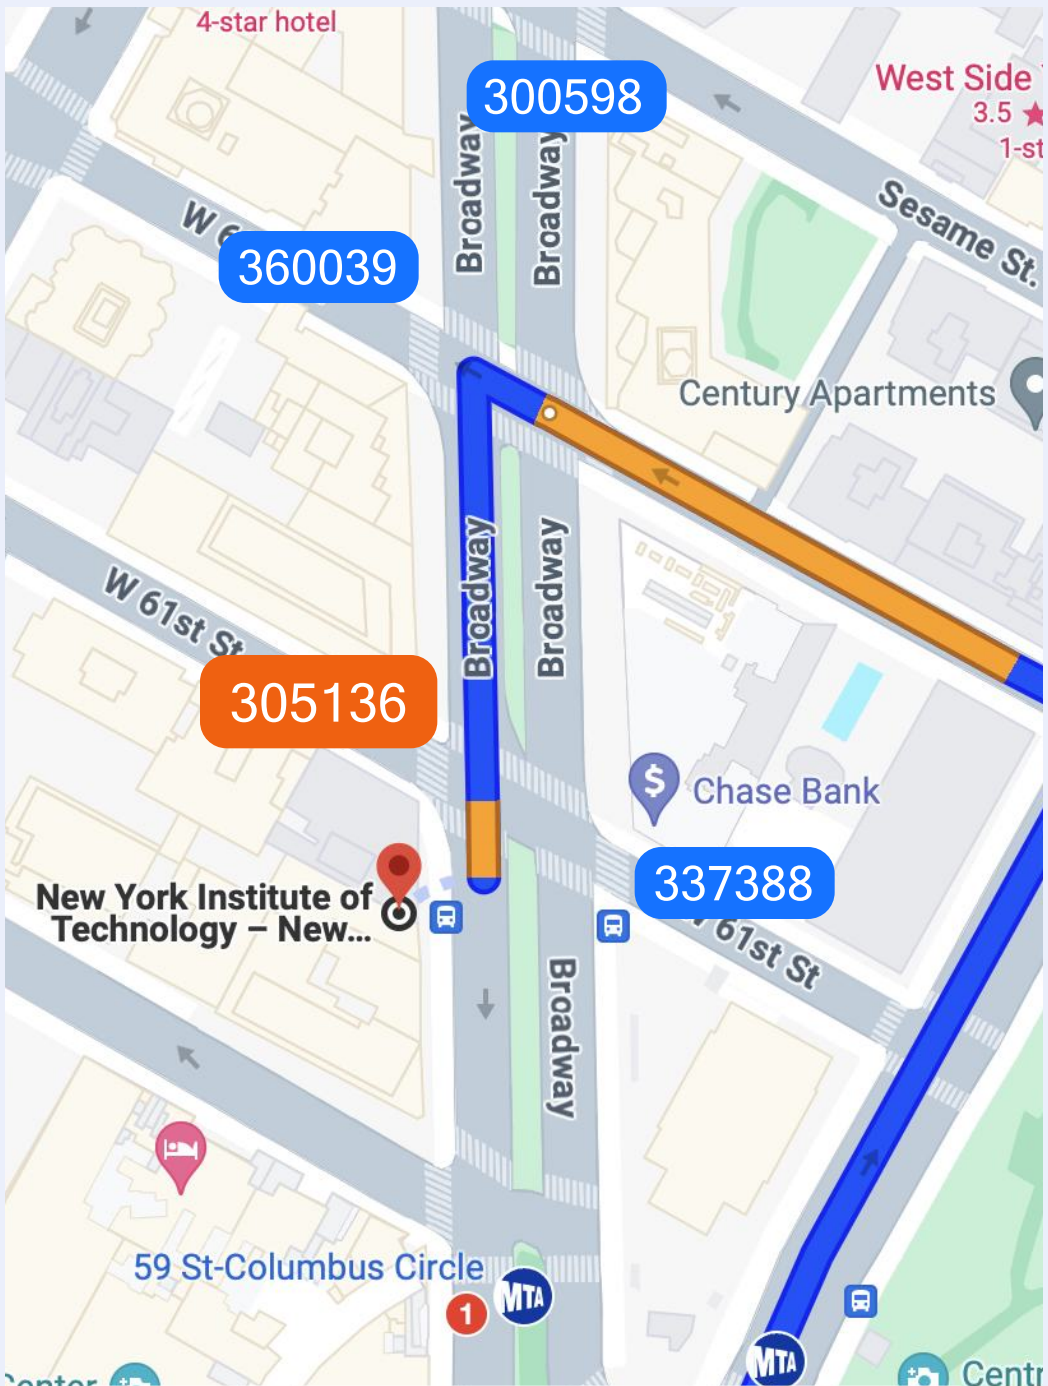 4-star hotel
300598
West Side
3.5
1-st
Broadway
Broadway
Sesame St.
W 6
360039
Century Apartments
Broadway
Broadway
W 61st St
305136
Chase Bank
337388
New York Institute of
Technology – New...
61st St
Broadway
59 St-Columbus Circle
1
MTA
MTA
Centr